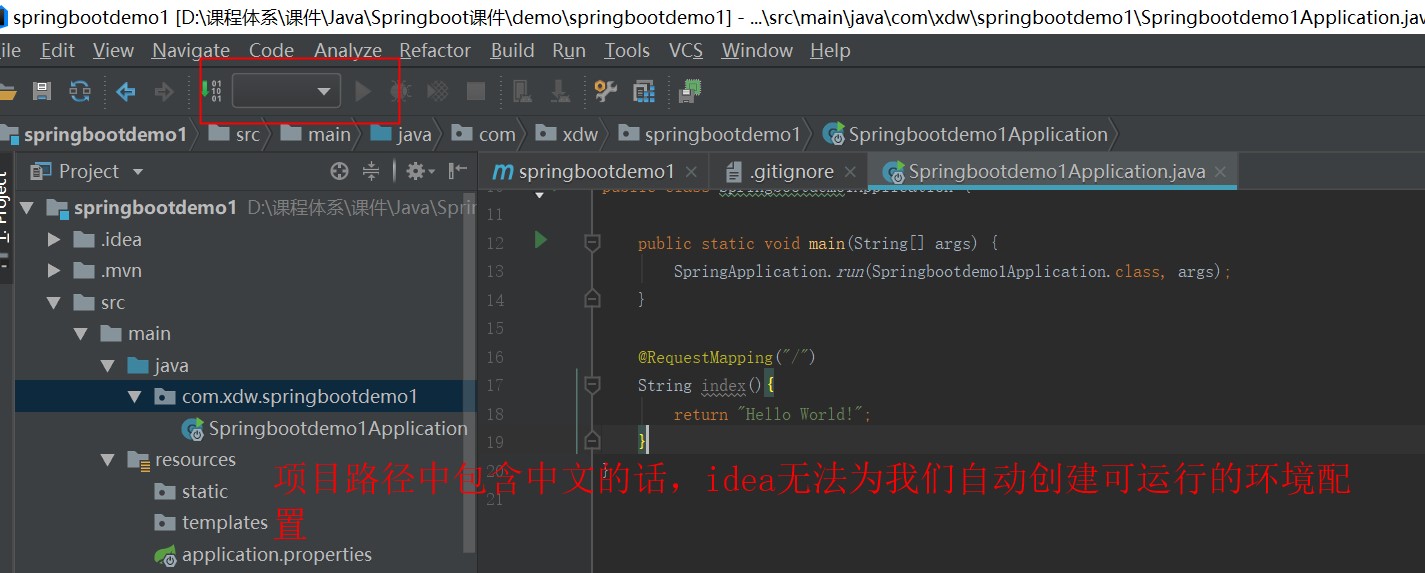 springbootdemo1 [D:\课程体系\课件\Java\Springboot课件\demo\springbootdemo1] - ...\src\main\java\com\xdw\springbootdemo1\Springbootdemo1Application.jav
ile Edit View Navigate Code Analyze Refactor Build Run Tools VCS Window Help
springbootdemo1 src main java com xdw springbootdemo1 Springbootdemo1Application
1: Project
Project
springbootdemo1 .gitignore Springbootdemo1Application.java
springbootdemo1 D:\课程体系\课件\Java\Sprin
.idea
.mvn
src
main
java
com.xdw.springbootdemo1
Springbootdemo1Application
resources
static
templates
application.properties
10 public class Springbootdemo1Application {
11
12 public static void main(String[] args) {
13 SpringApplication.run(Springbootdemo1Application.class, args);
14 }
15
16 @RequestMapping("/")
17 String index(){
18 return "Hello World!";
19 }
20 }
21
项目路径中包含中文的话，idea无法为我们自动创建可运行的环境配
置